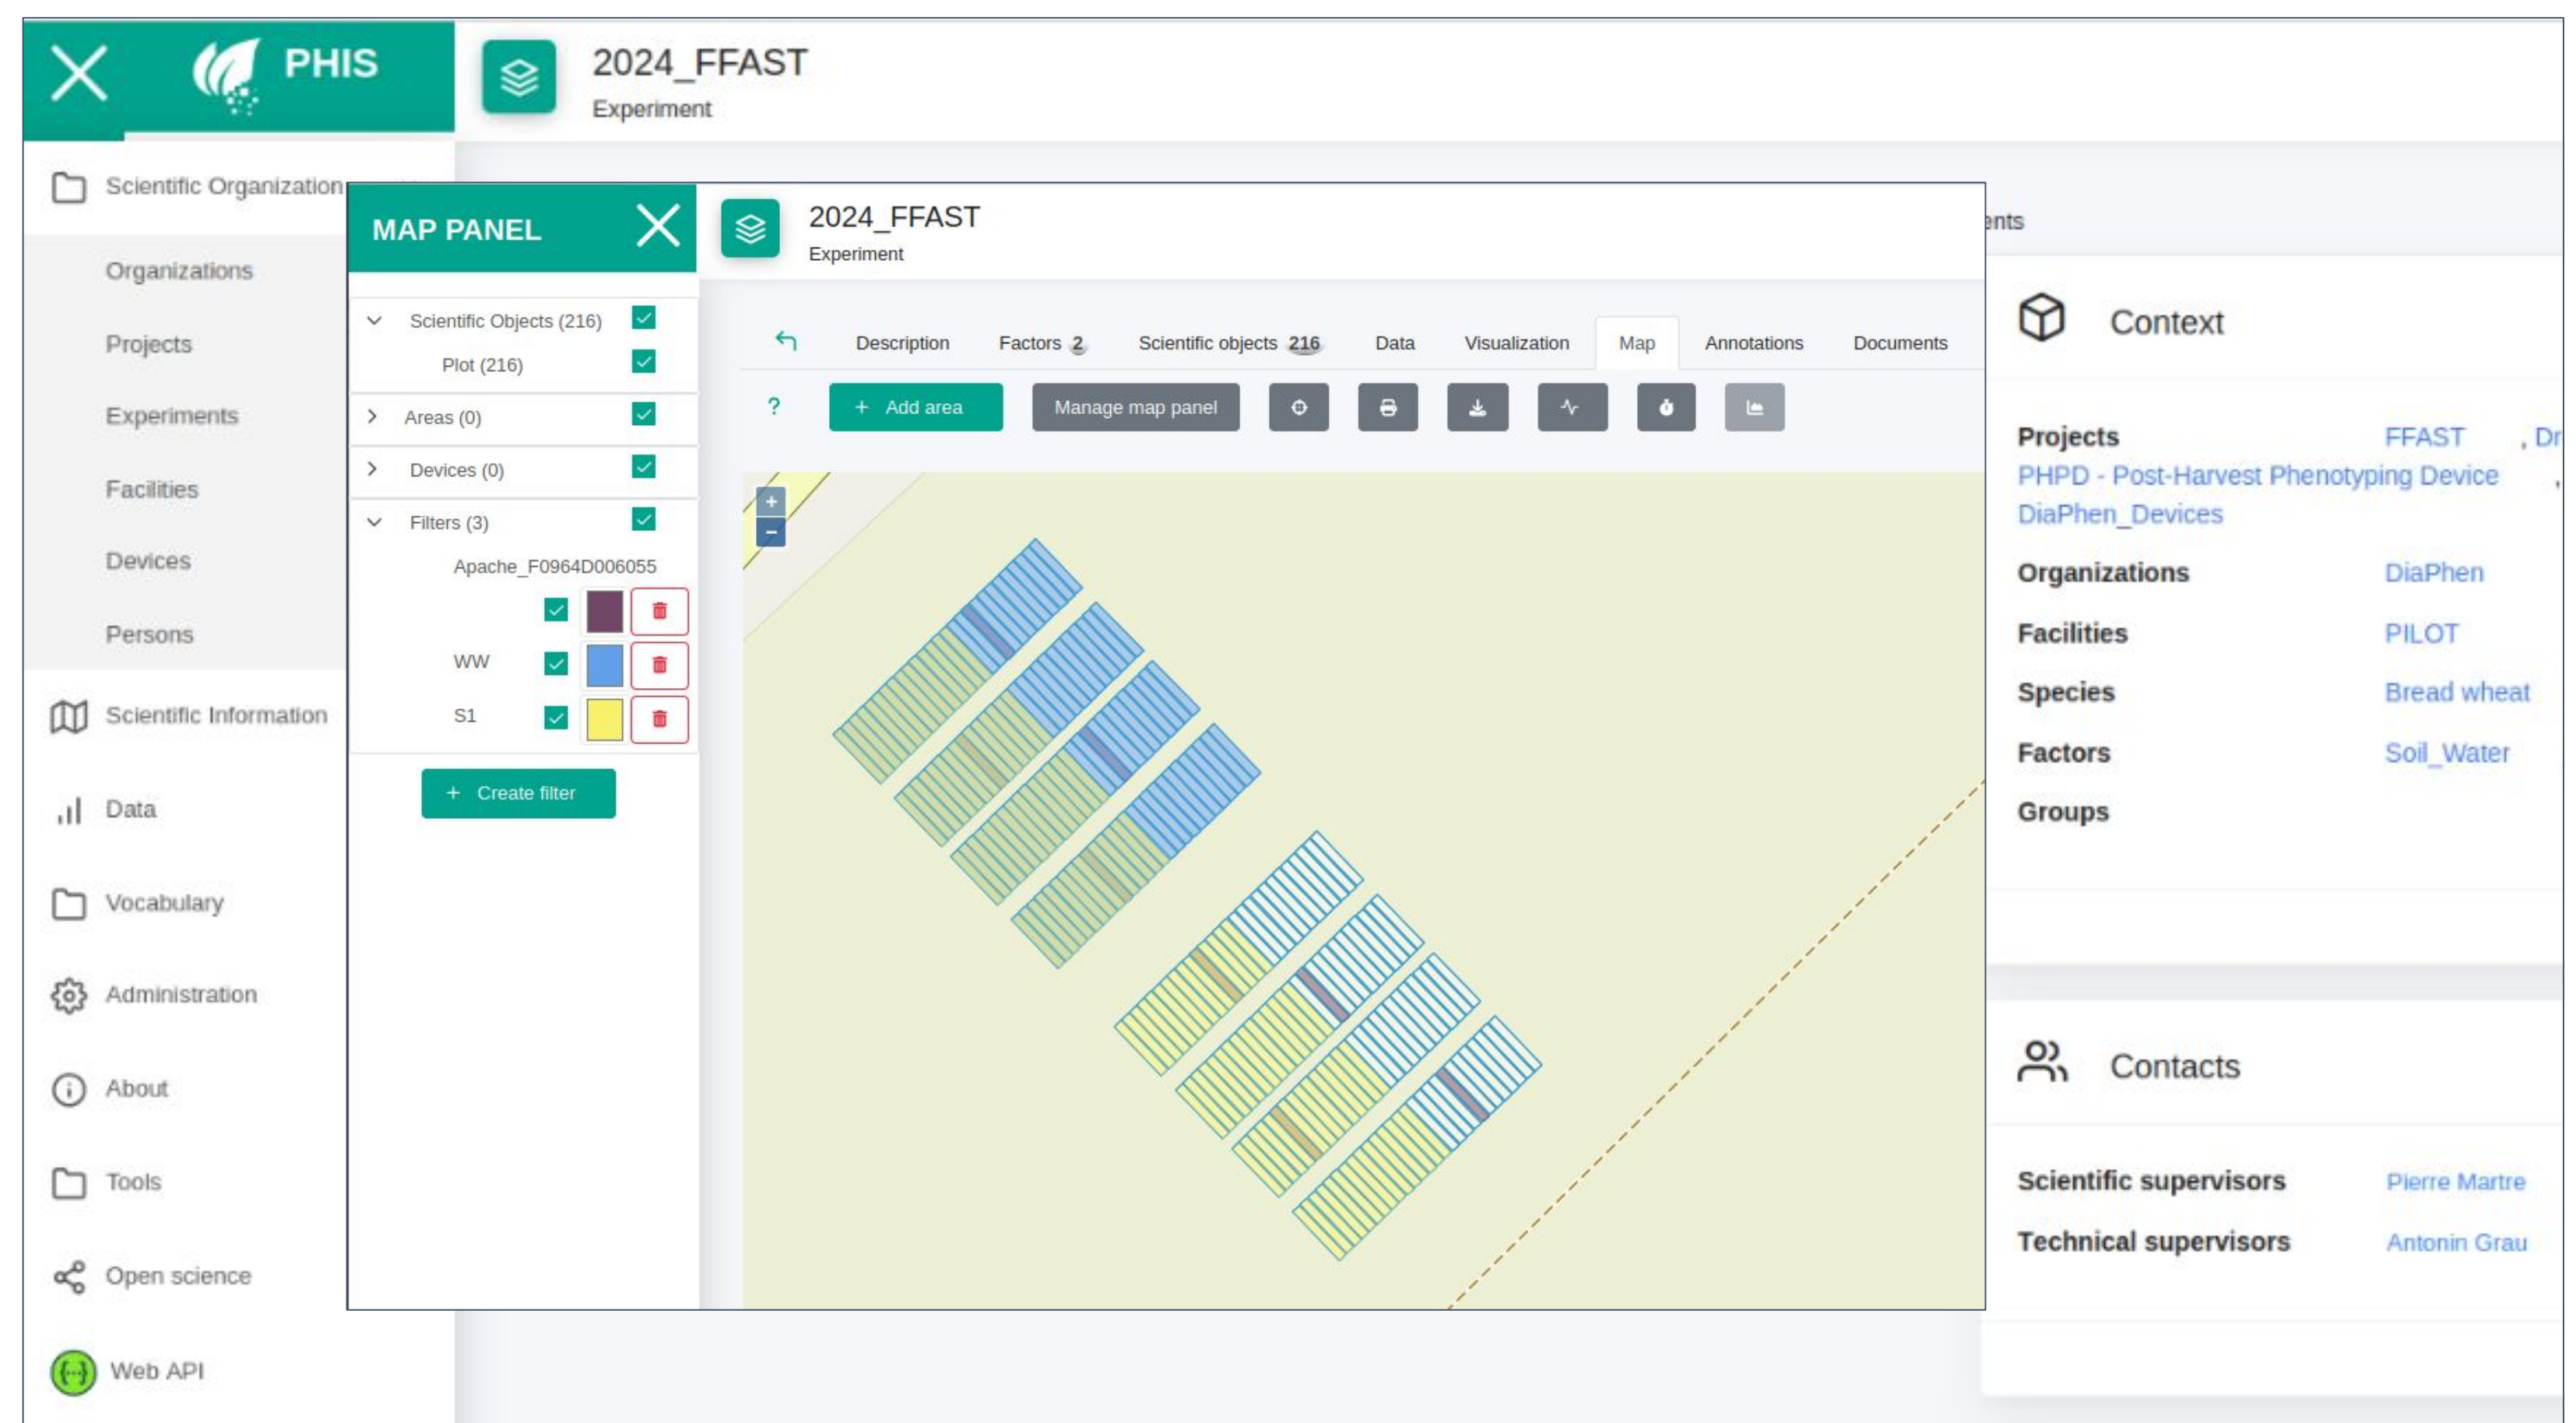 PHIS
2024_FFAST
Experiment
Scientific Organization
Organizations
Projects
Experiments
Facilities
Devices
Persons
Scientific Information
Data
Vocabulary
Administration
About
Tools
Open science
Web API
MAP PANEL
Scientific Objects (216)
Plot (216)
Areas (0)
Devices (0)
Filters (3)
Apache_F0964D006055
WW
S1
+ Create filter
2024_FFAST
Experiment
Description Factors 2 Scientific objects 216 Data Visualization Map Annotations Documents
? + Add area Manage map panel
+
−
ents
Context
Projects FFAST , Dr
PHPD - Post-Harvest Phenotyping Device ,
DiaPhen_Devices
Organizations DiaPhen
Facilities PILOT
Species Bread wheat
Factors Soil_Water
Groups
Contacts
Scientific supervisors Pierre Martre
Technical supervisors Antonin Grau